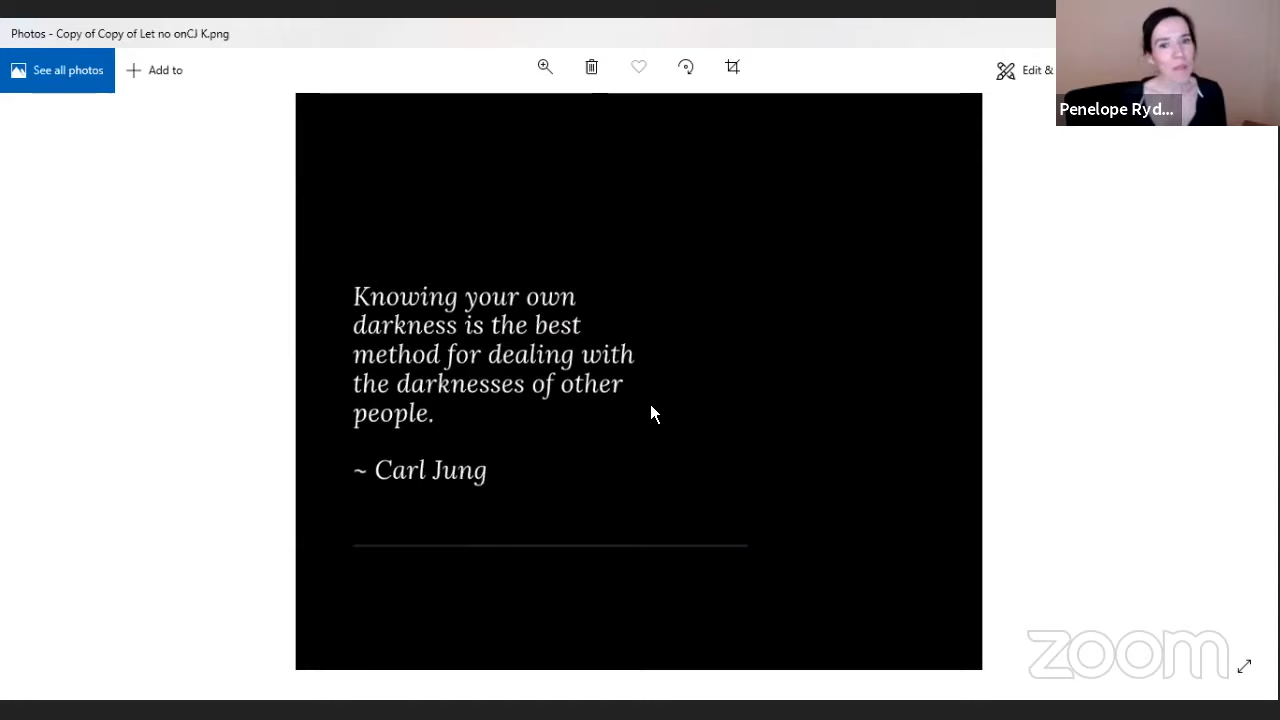 Photos - Copy of Copy of Let no onCJ K.png
See all photos
Add to
Edit &
Penelope Ryd...
Knowing your own
darkness is the best
method for dealing with
the darknesses of other
people.
~ Carl Jung
zoom